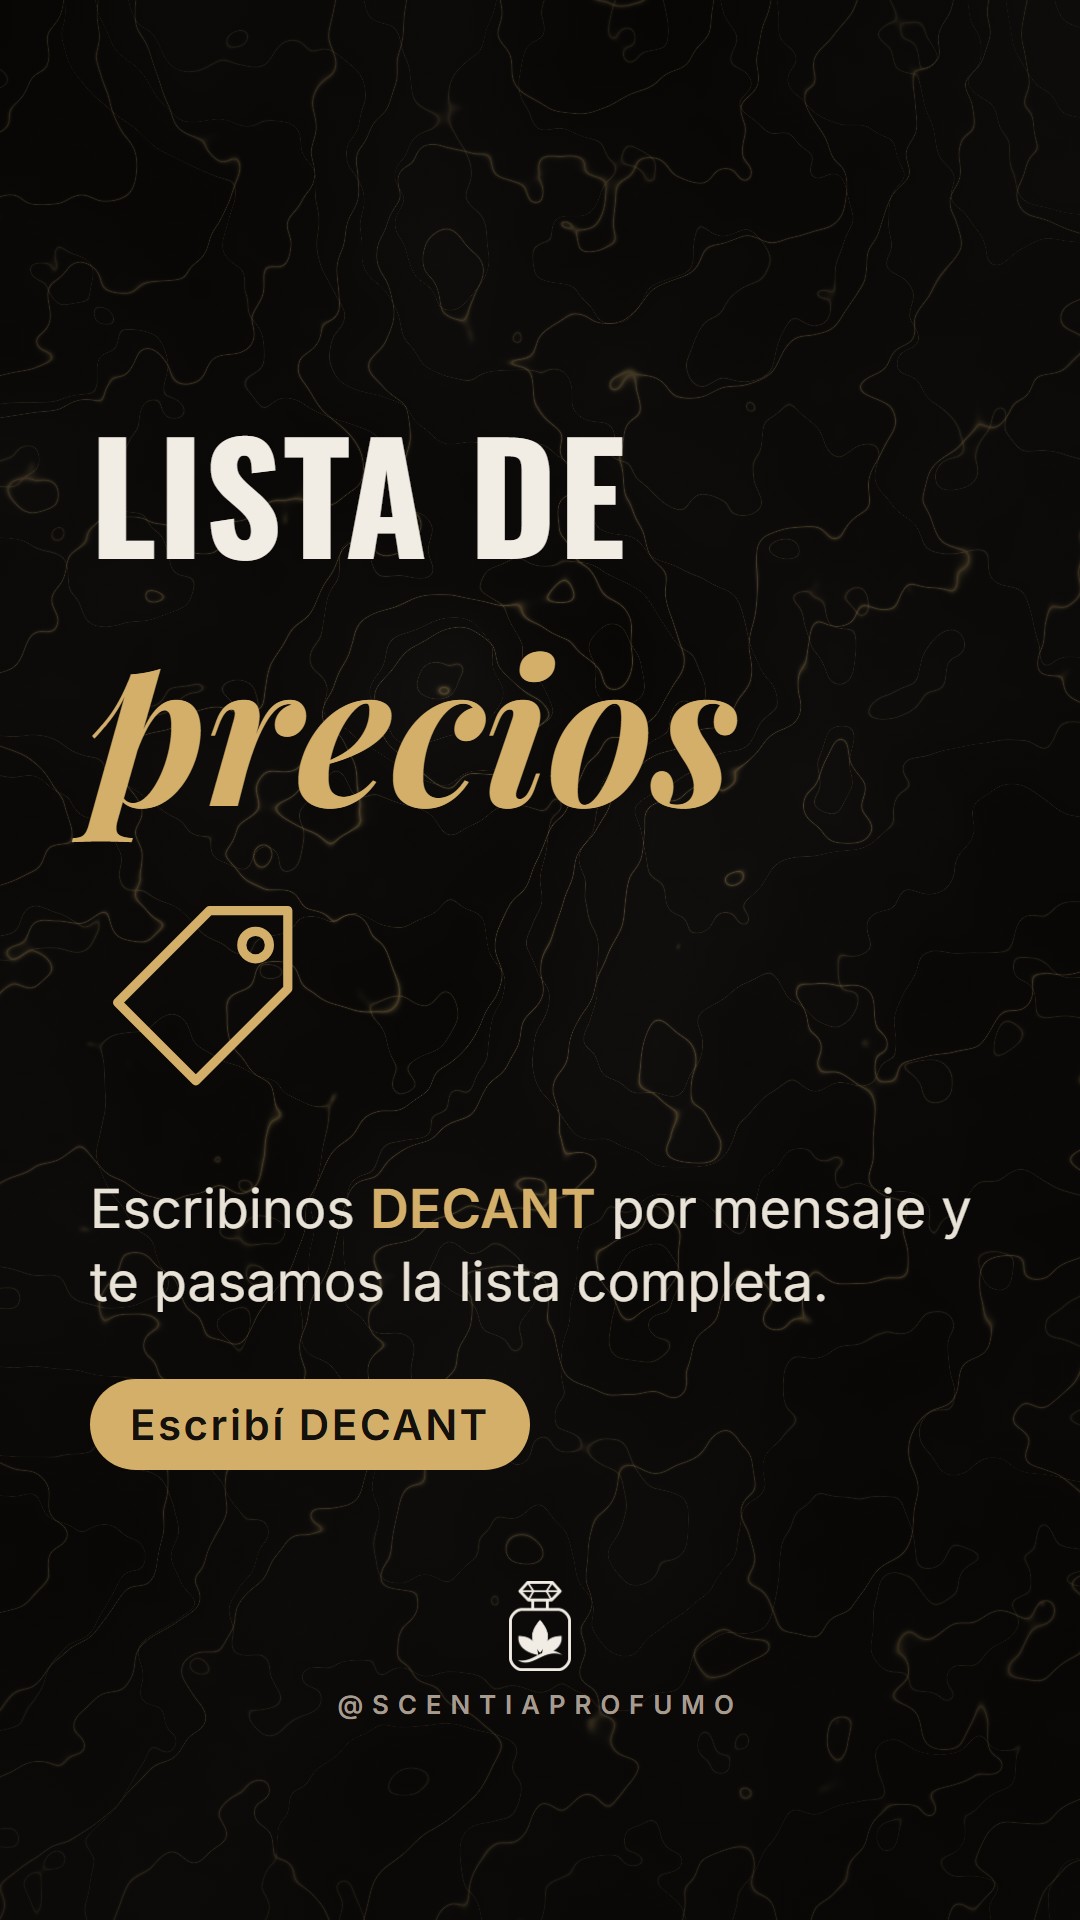 LISTA DE
precios
Escribinos DECANT por mensaje y
te pasamos la lista completa.
Escribí DECANT
@SCENTIAPROFUMO